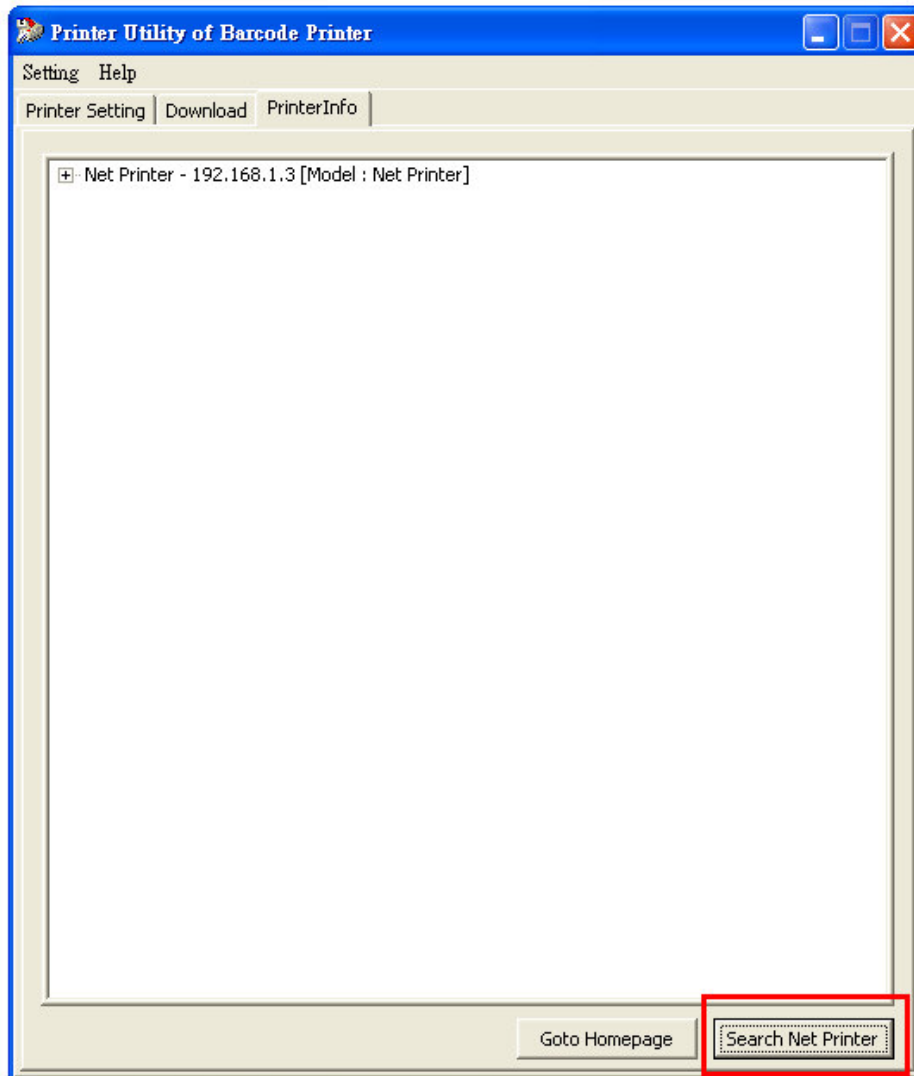 Printer Utility of Barcode Printer
Setting Help
Printer Setting Download PrinterInfo
Net Printer - 192.168.1.3 [Model : Net Printer]
Goto Homepage Search Net Printer